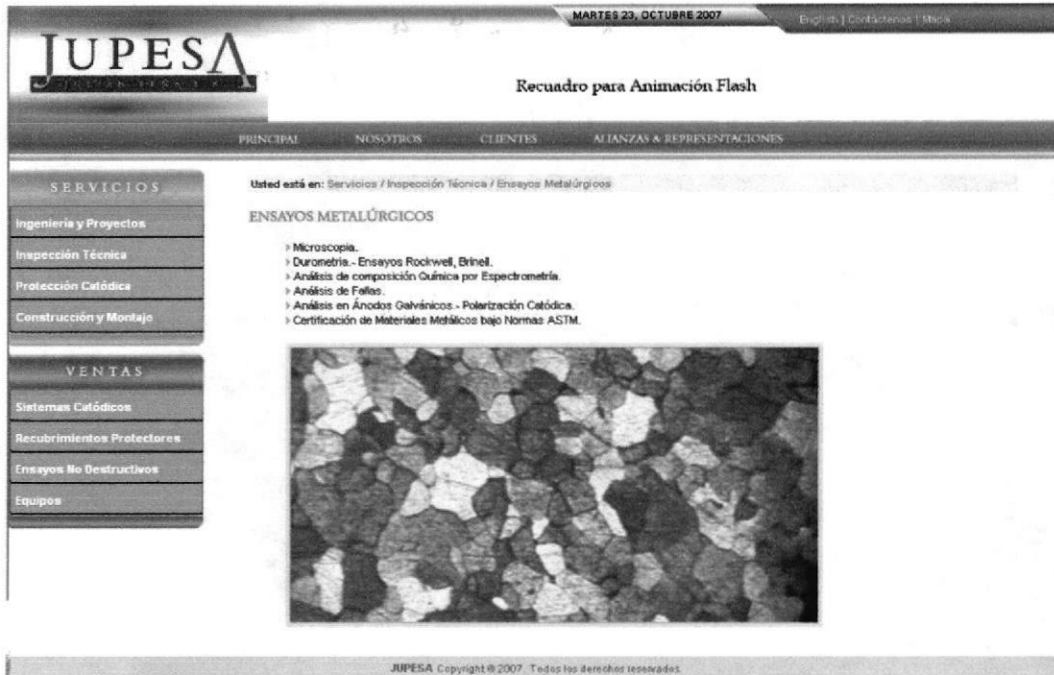 MARTES 23, OCTUBRE 2007
English | Contáctenos | Mapa
JUPESA
Recuadro para Animación Flash
PRINCIPAL NOSOTROS CLIENTES ALIANZAS & REPRESENTACIONES
SERVICIOS
Ingeniería y Proyectos
Inspección Técnica
Protección Catódica
Construcción y Montaje
VENTAS
Sistemas Catódicos
Recubrimientos Protectores
Ensayos No Destructivos
Equipos
Usted está en: Servicios / Inspección Técnica / Ensayos Metalúrgicos
ENSAYOS METALÚRGICOS
Microscopia.
Durometria.- Ensayos Rockwell, Brinell.
Análisis de composición Química por Espectrometría.
Análisis de Fallas.
Análisis en Ánodos Galvánicos.- Polarización Catódica.
Certificación de Materiales Metálicos bajo Normas ASTM.
JUPESA Copyright © 2007. Todos los derechos reservados.